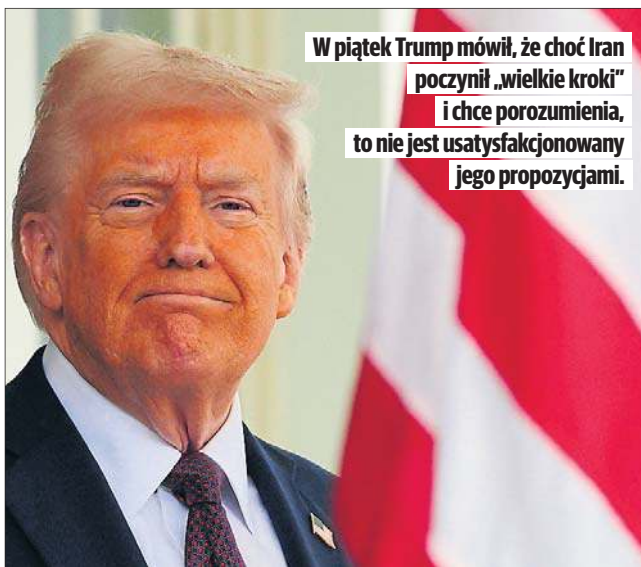 W piątek Trump mówił, że choć Iran
poczynił „wielkie kroki”
i chce porozumienia,
to nie jest usatysfakcjonowany
jego propozycjami.